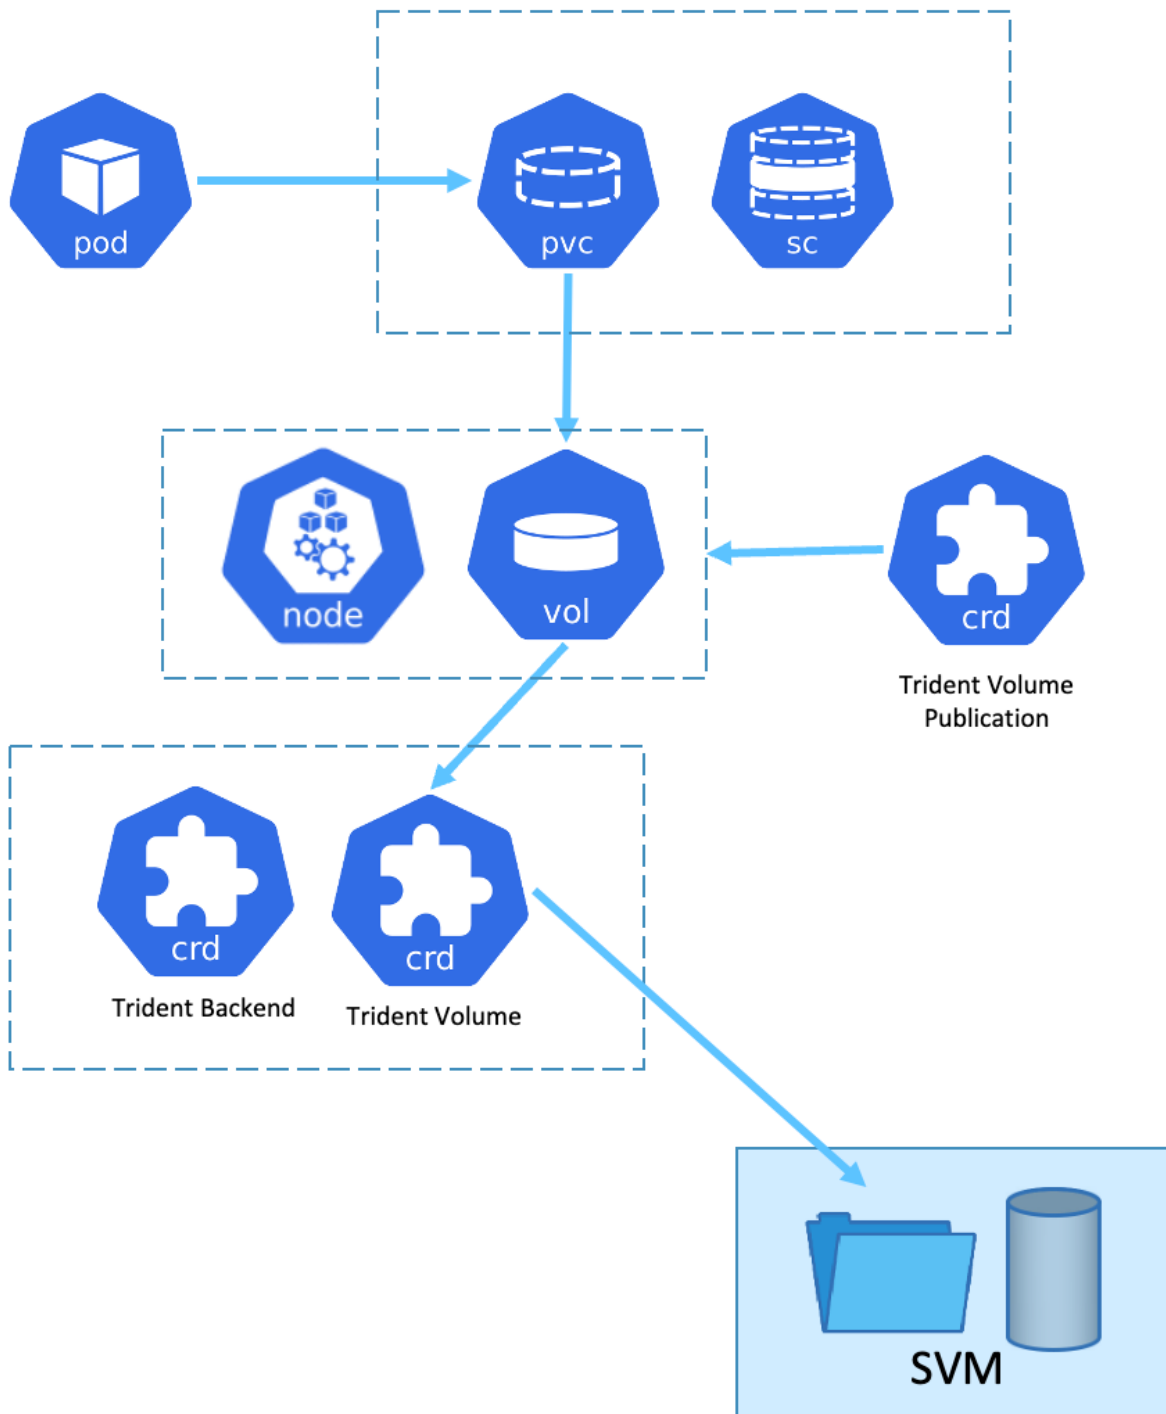 pod
pvc
sc
node
vol
crd
Trident Volume
Publication
crd
Trident Backend
crd
Trident Volume
SVM